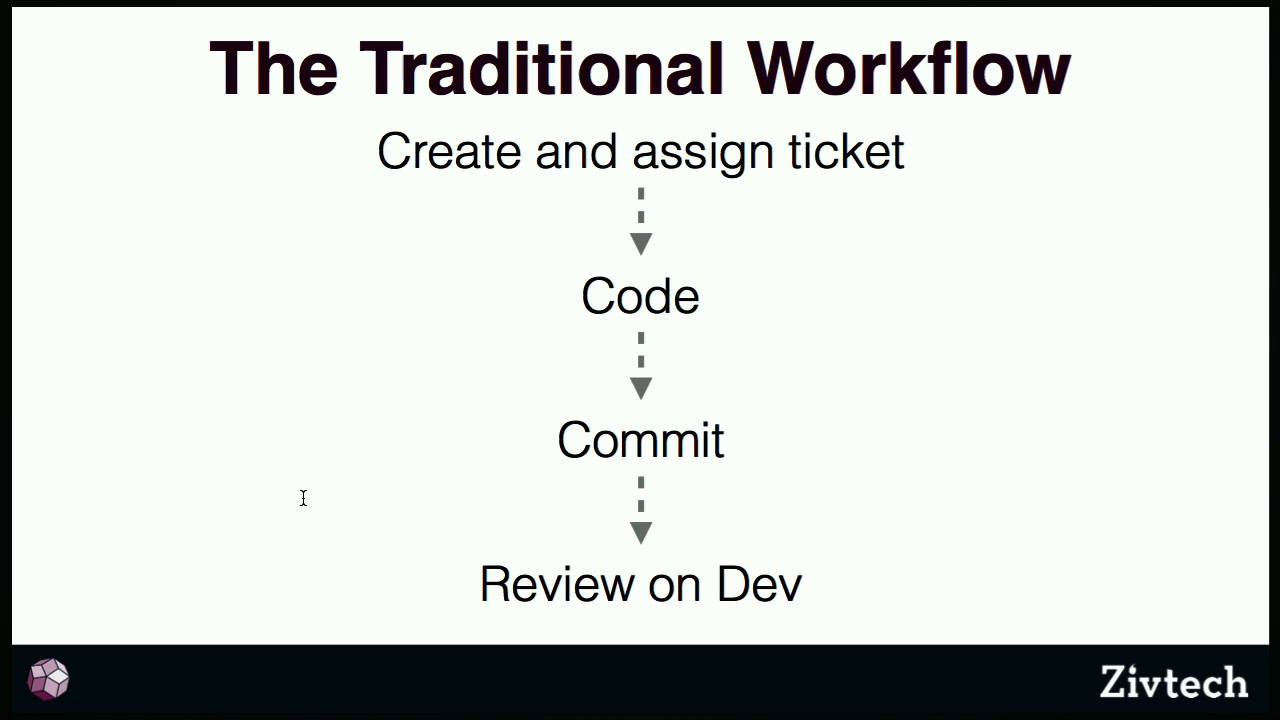 The Traditional Workflow
Create and assign ticket
Code
Commit
Review on Dev
Zivtech